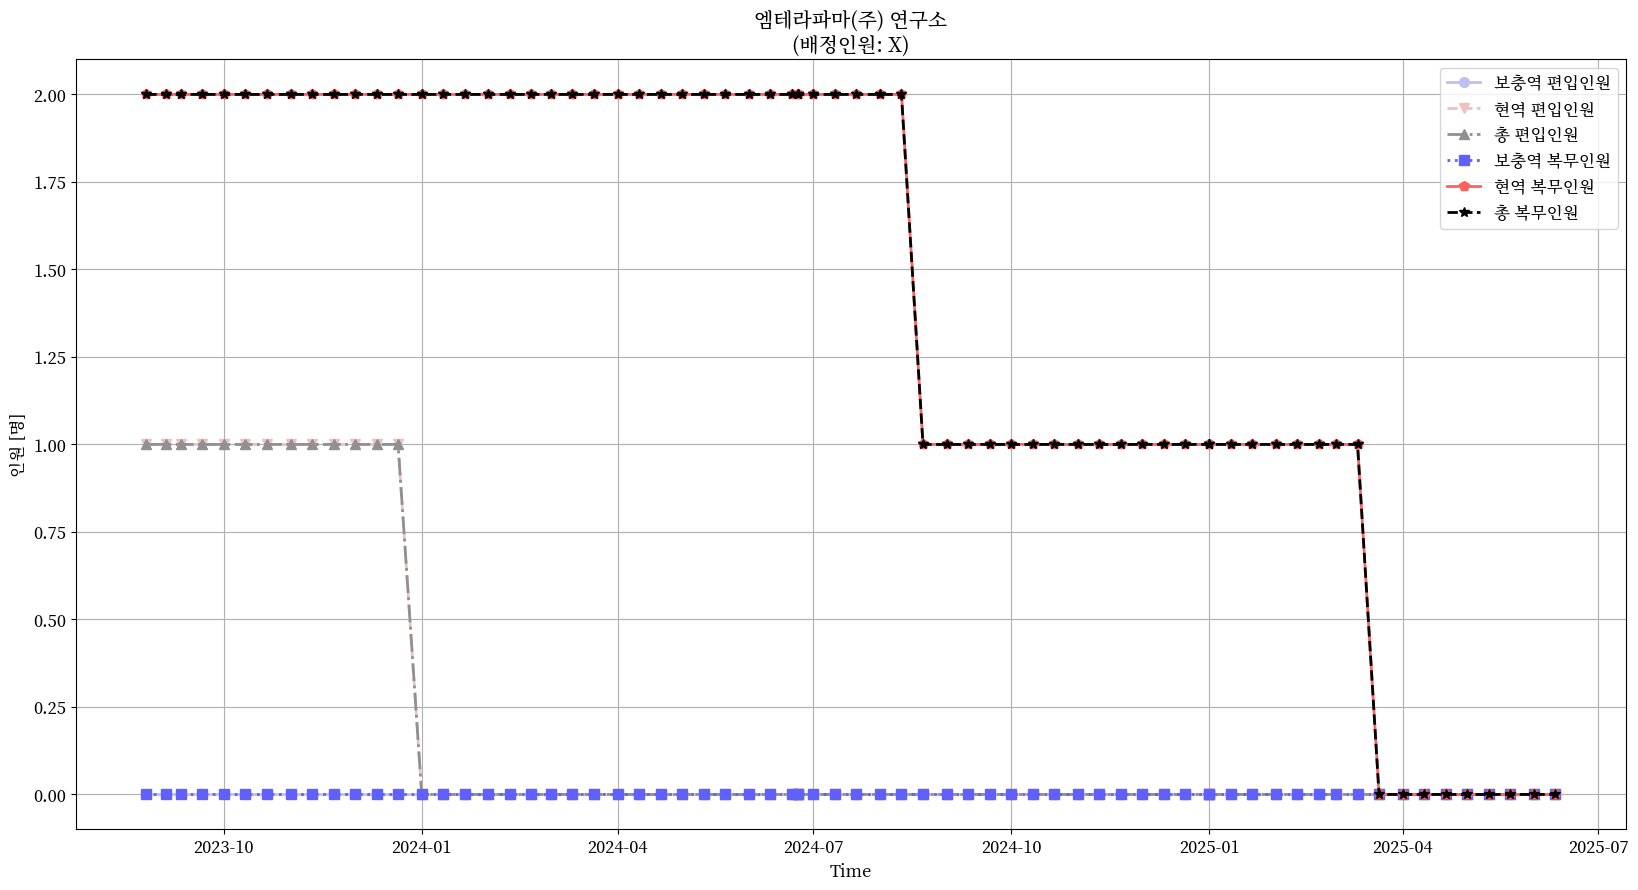 엠테라파마(주) 연구소
(배정인원: X)
보충역 편입인원
현역 편입인원
총 편입인원
보충역 복무인원
현역 복무인원
총 복무인원
인원 [명]
2.00
1.75
1.50
1.25
1.00
0.75
0.50
0.25
0.00
2023-10
2024-01
2024-04
2024-07
2024-10
2025-01
2025-04
2025-07
Time